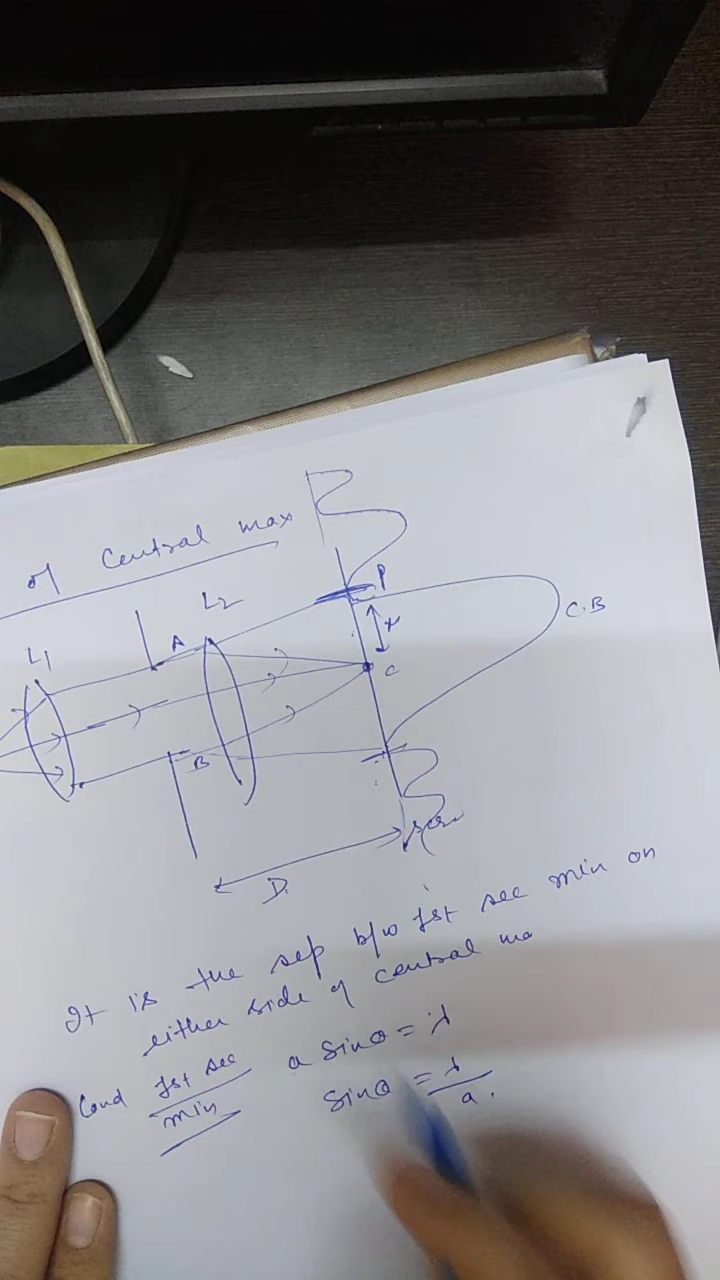 of Central max
L2
P
A
x
C.B
L1
C
B
D.
It is the sep b/w 1st sec min on
either side of central ma
Cond 1st sec
min
a sinθ = λ
sinθ = λ
a.